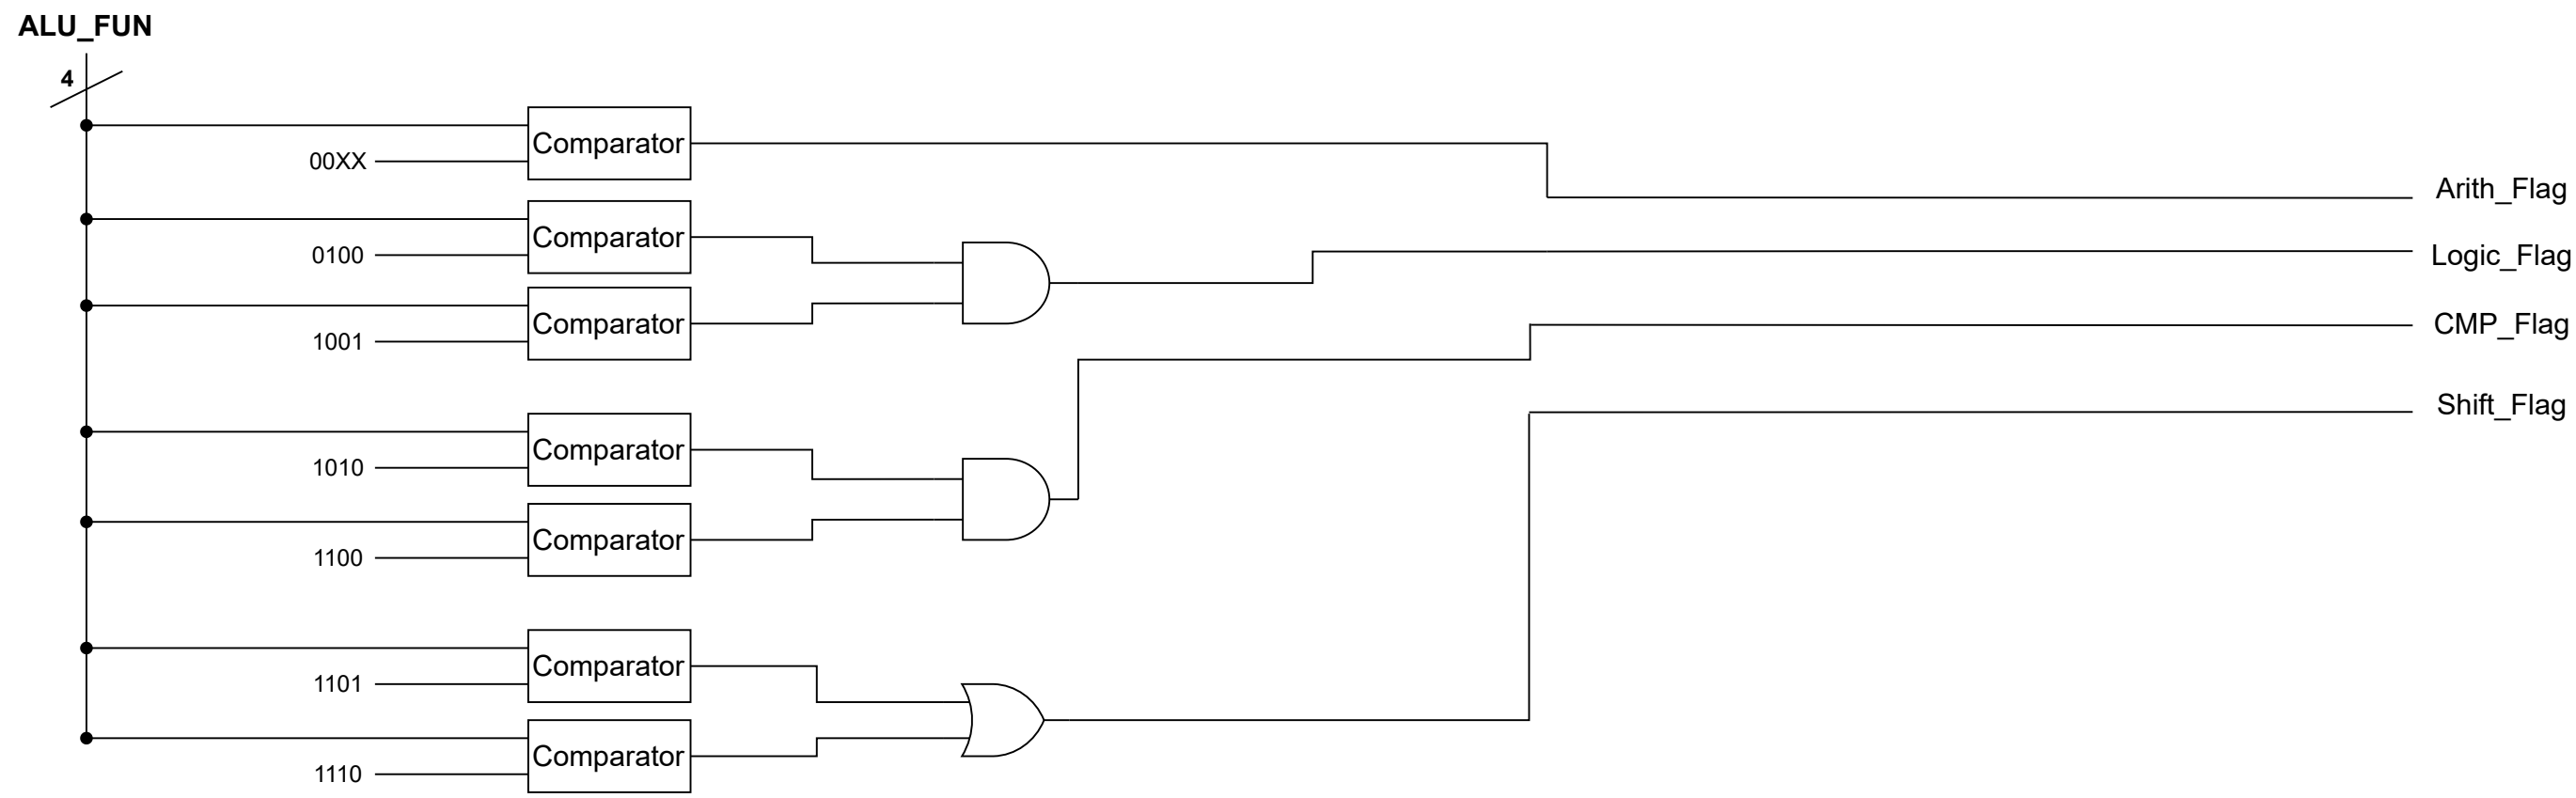 ALU_FUN
4
Comparator
00XX
Arith_Flag
Comparator
0100
Logic_Flag
Comparator
1001
CMP_Flag
Shift_Flag
Comparator
1010
Comparator
1100
Comparator
1101
Comparator
1110